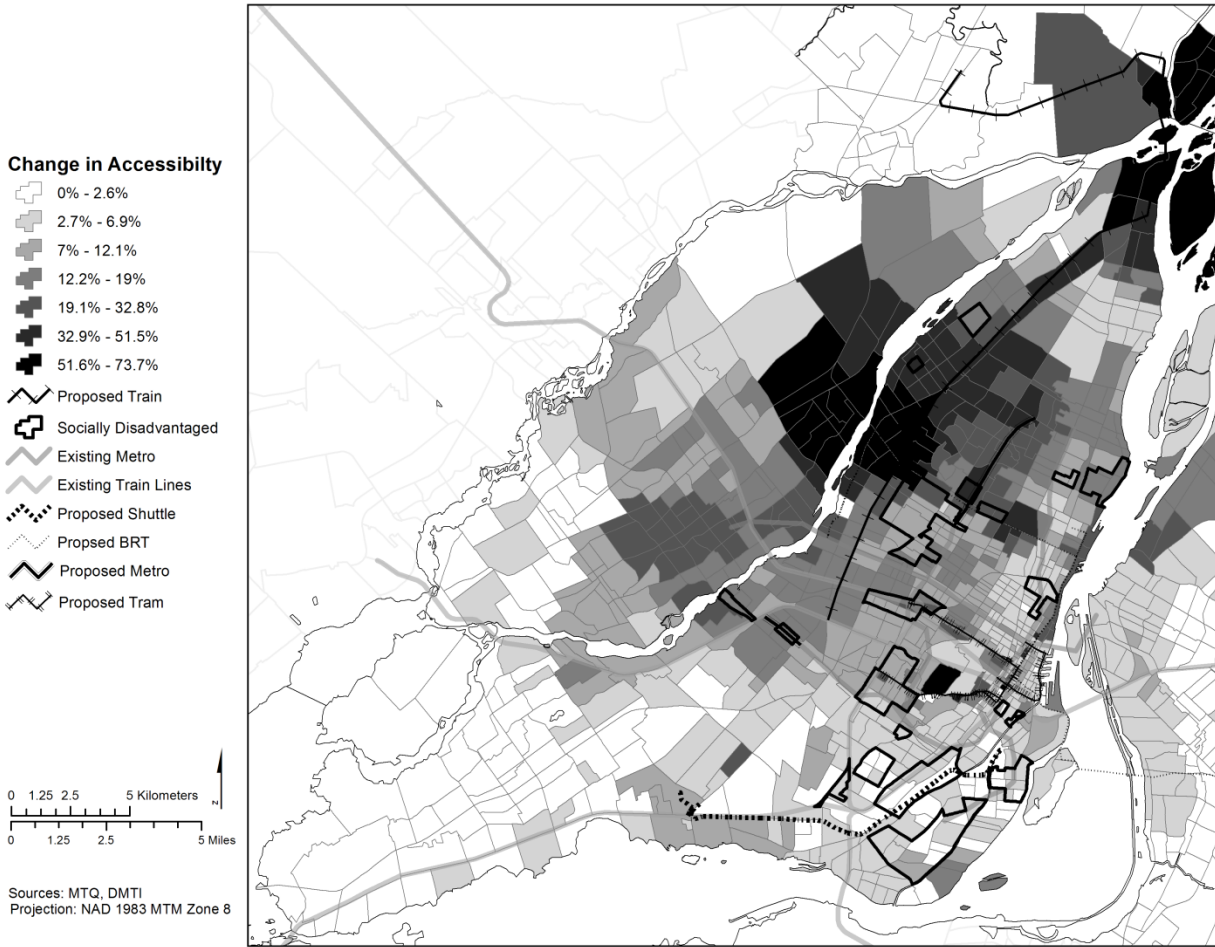 Change in Accessibilty
0% - 2.6%
2.7% - 6.9%
7% - 12.1%
12.2% - 19%
19.1% - 32.8%
32.9% - 51.5%
51.6% - 73.7%
Proposed Train
Socially Disadvantaged
Existing Metro
Existing Train Lines
Proposed Shuttle
Propsed BRT
Proposed Metro
Proposed Tram
N
0 1.25 2.5 5 Kilometers
0 1.25 2.5 5 Miles
Sources: MTQ, DMTI
Projection: NAD 1983 MTM Zone 8